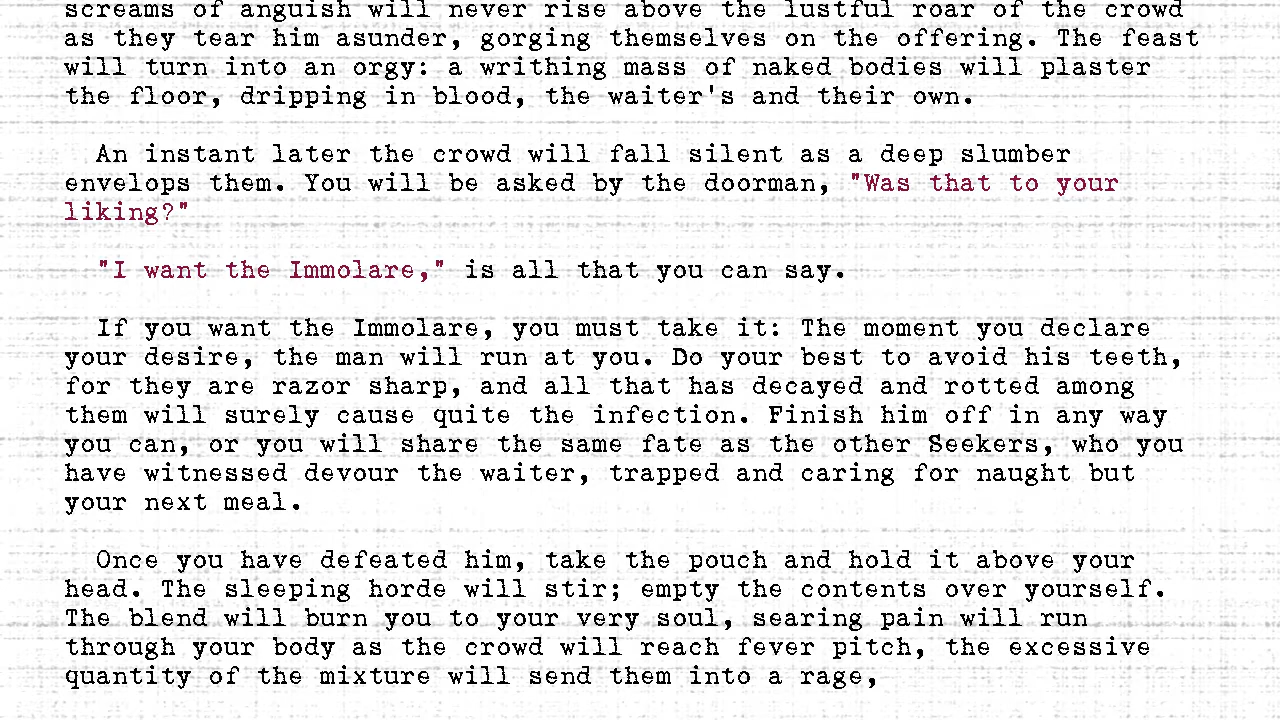 screams of anguish will never rise above the lustful roar of the crowd
as they tear him asunder, gorging themselves on the offering. The feast
will turn into an orgy: a writhing mass of naked bodies will plaster
the floor, dripping in blood, the waiter's and their own.
An instant later the crowd will fall silent as a deep slumber
envelops them. You will be asked by the doorman, "Was that to your
liking?"
"I want the Immolare," is all that you can say.
If you want the Immolare, you must take it: The moment you declare
your desire, the man will run at you. Do your best to avoid his teeth,
for they are razor sharp, and all that has decayed and rotted among
them will surely cause quite the infection. Finish him off in any way
you can, or you will share the same fate as the other Seekers, who you
have witnessed devour the waiter, trapped and caring for naught but
your next meal.
Once you have defeated him, take the pouch and hold it above your
head. The sleeping horde will stir; empty the contents over yourself.
The blend will burn you to your very soul, searing pain will run
through your body as the crowd will reach fever pitch, the excessive
quantity of the mixture will send them into a rage,